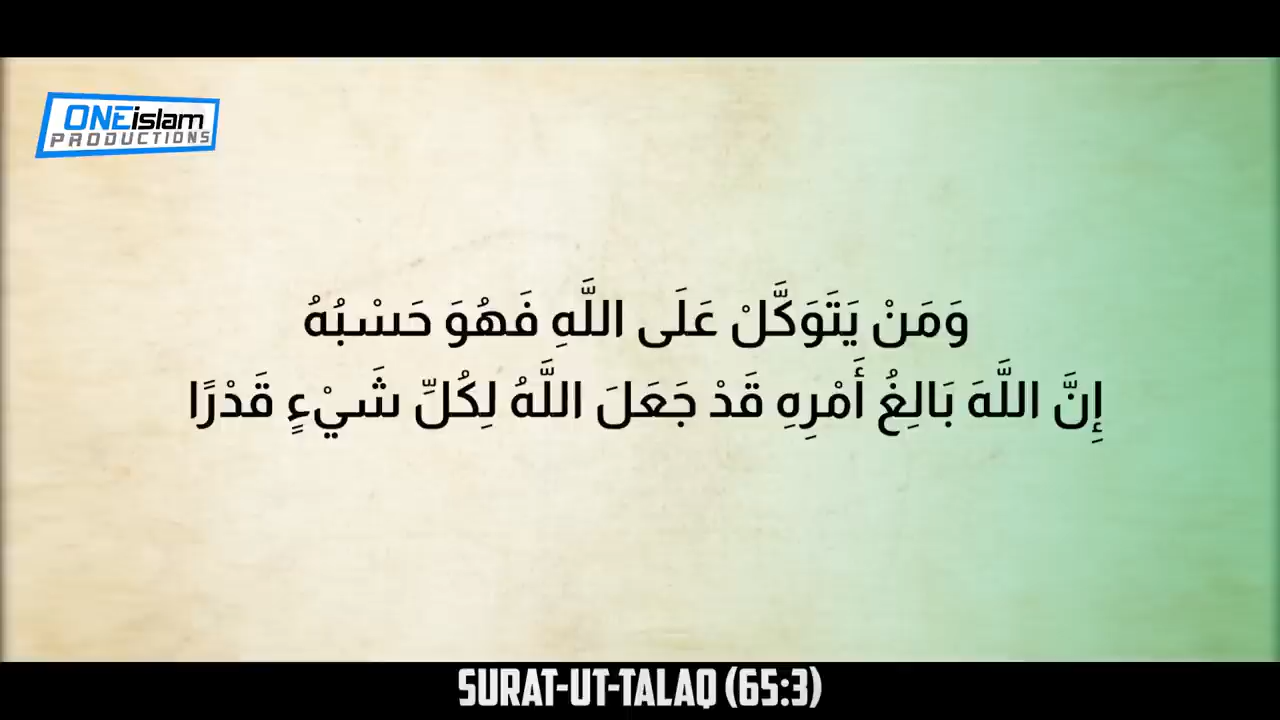 ONEislam
PRODUCTIONS
وَمَنْ يَتَوَكَّلْ عَلَى اللَّهِ فَهُوَ حَسْبُهُ
إِنَّ اللَّهَ بَالِغُ أَمْرِهِ قَدْ جَعَلَ اللَّهُ لِكُلِّ شَيْءٍ قَدْرًا
SURAT-UT-TALAQ (65:3)